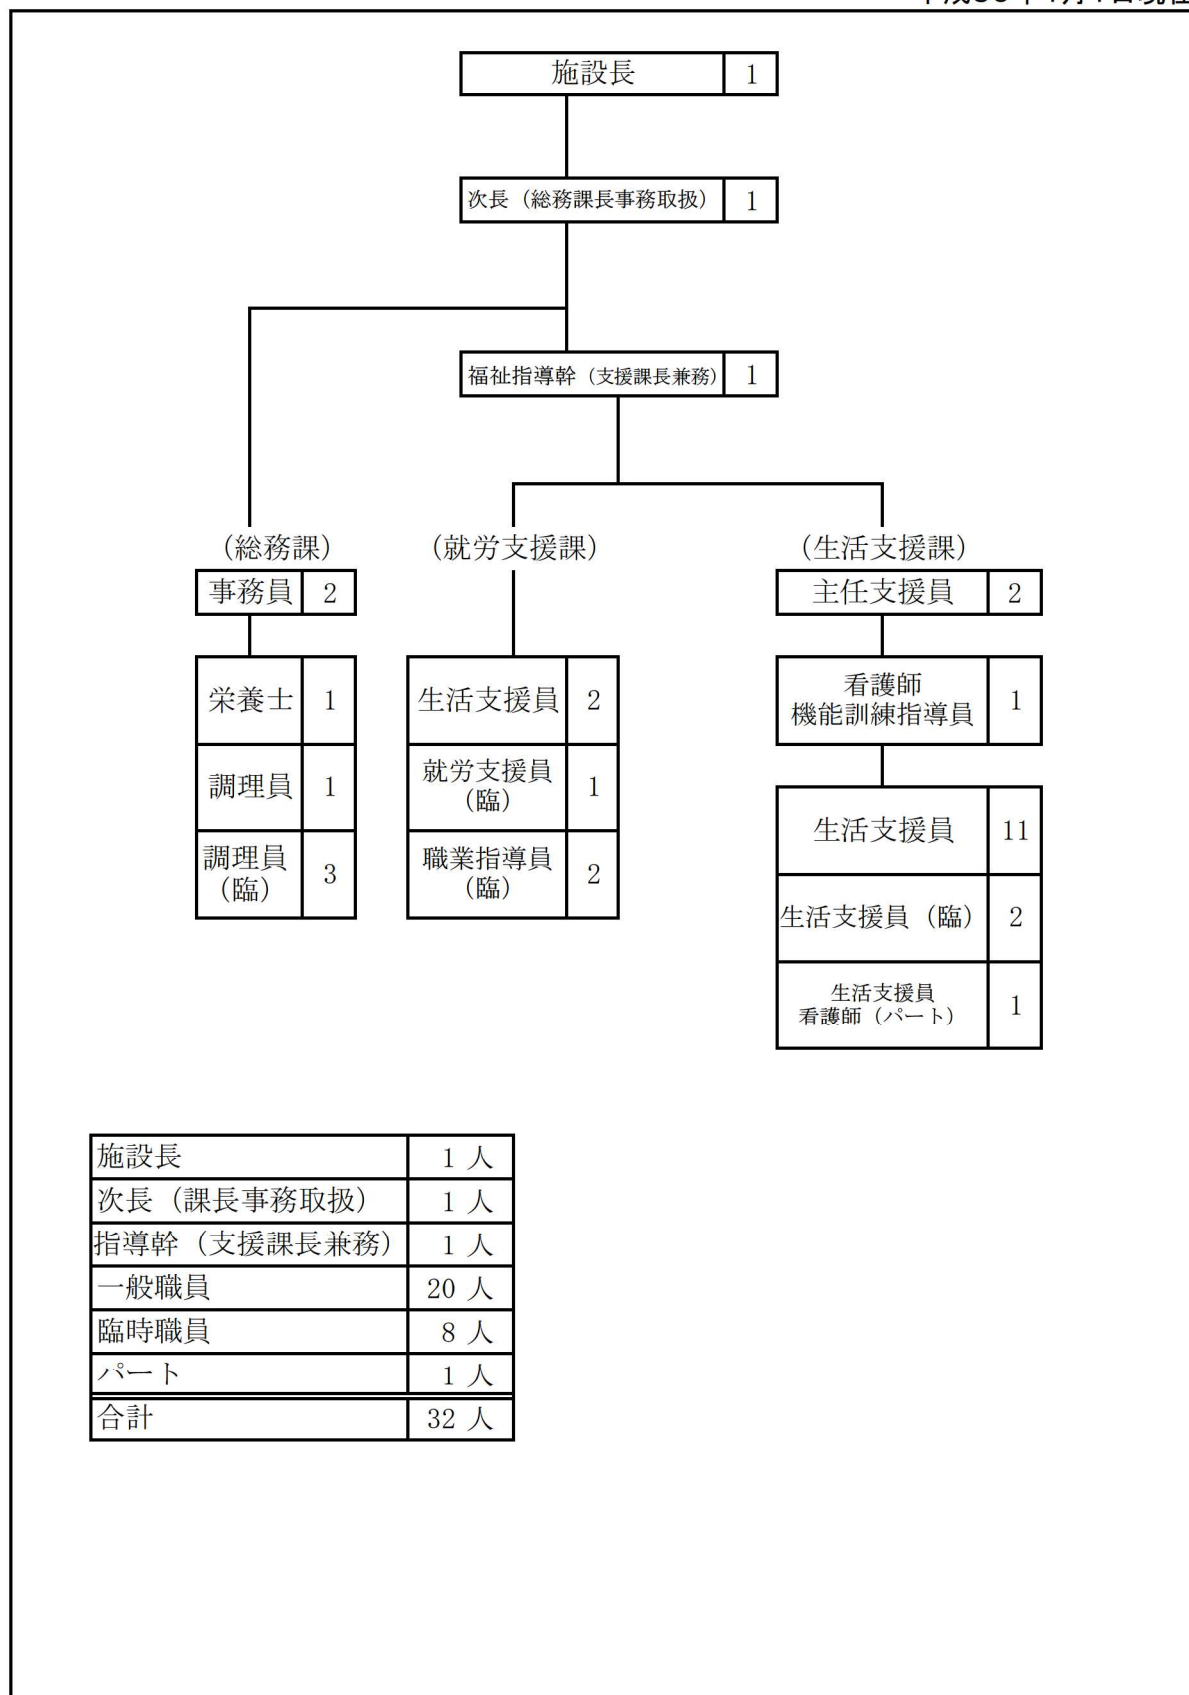 施設長 1
次長（総務課長事務取扱） 1
福祉指導幹（支援課長兼務） 1
（総務課）
事務員 2
栄養士 1
調理員 1
調理員
（臨） 3
（就労支援課）
生活支援員 2
就労支援員
（臨） 1
職業指導員
（臨） 2
（生活支援課）
主任支援員 2
看護師
機能訓練指導員 1
生活支援員 11
生活支援員（臨） 2
生活支援員
看護師（パート） 1
施設長 1 人
次長（課長事務取扱） 1 人
指導幹（支援課長兼務） 1 人
一般職員 20 人
臨時職員 8 人
パート 1 人
合計 32 人